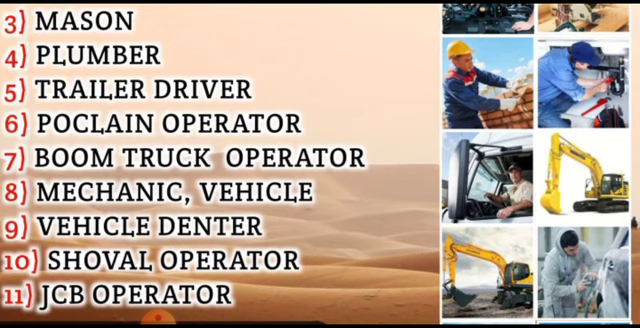 3) MASON
4) PLUMBER
5) TRAILER DRIVER
6) POCLAIN OPERATOR
7) BOOM TRUCK OPERATOR
8) MECHANIC, VEHICLE
9) VEHICLE DENTER
10) SHOVAL OPERATOR
11) JCB OPERATOR